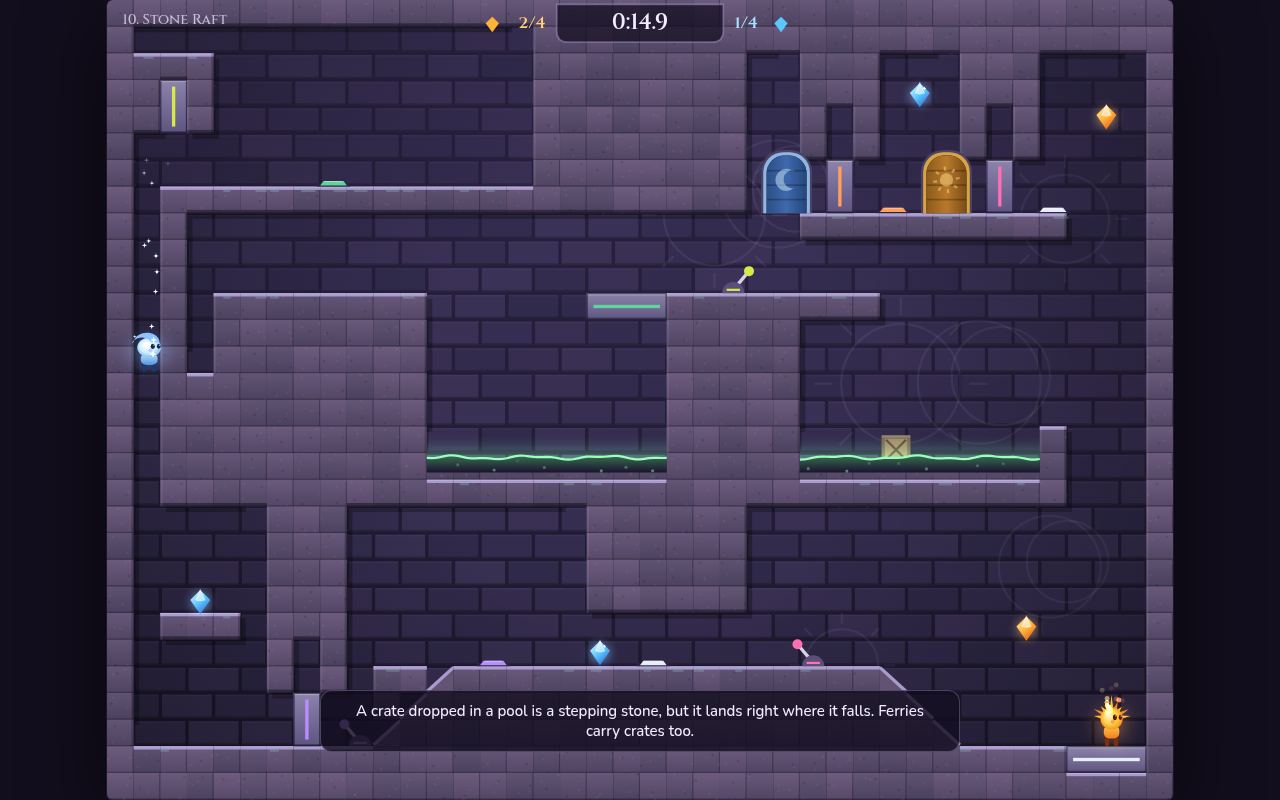 10. Stone Raft
2/4
0:14.9
1/4
A crate dropped in a pool is a stepping stone, but it lands right where it falls. Ferries
carry crates too.